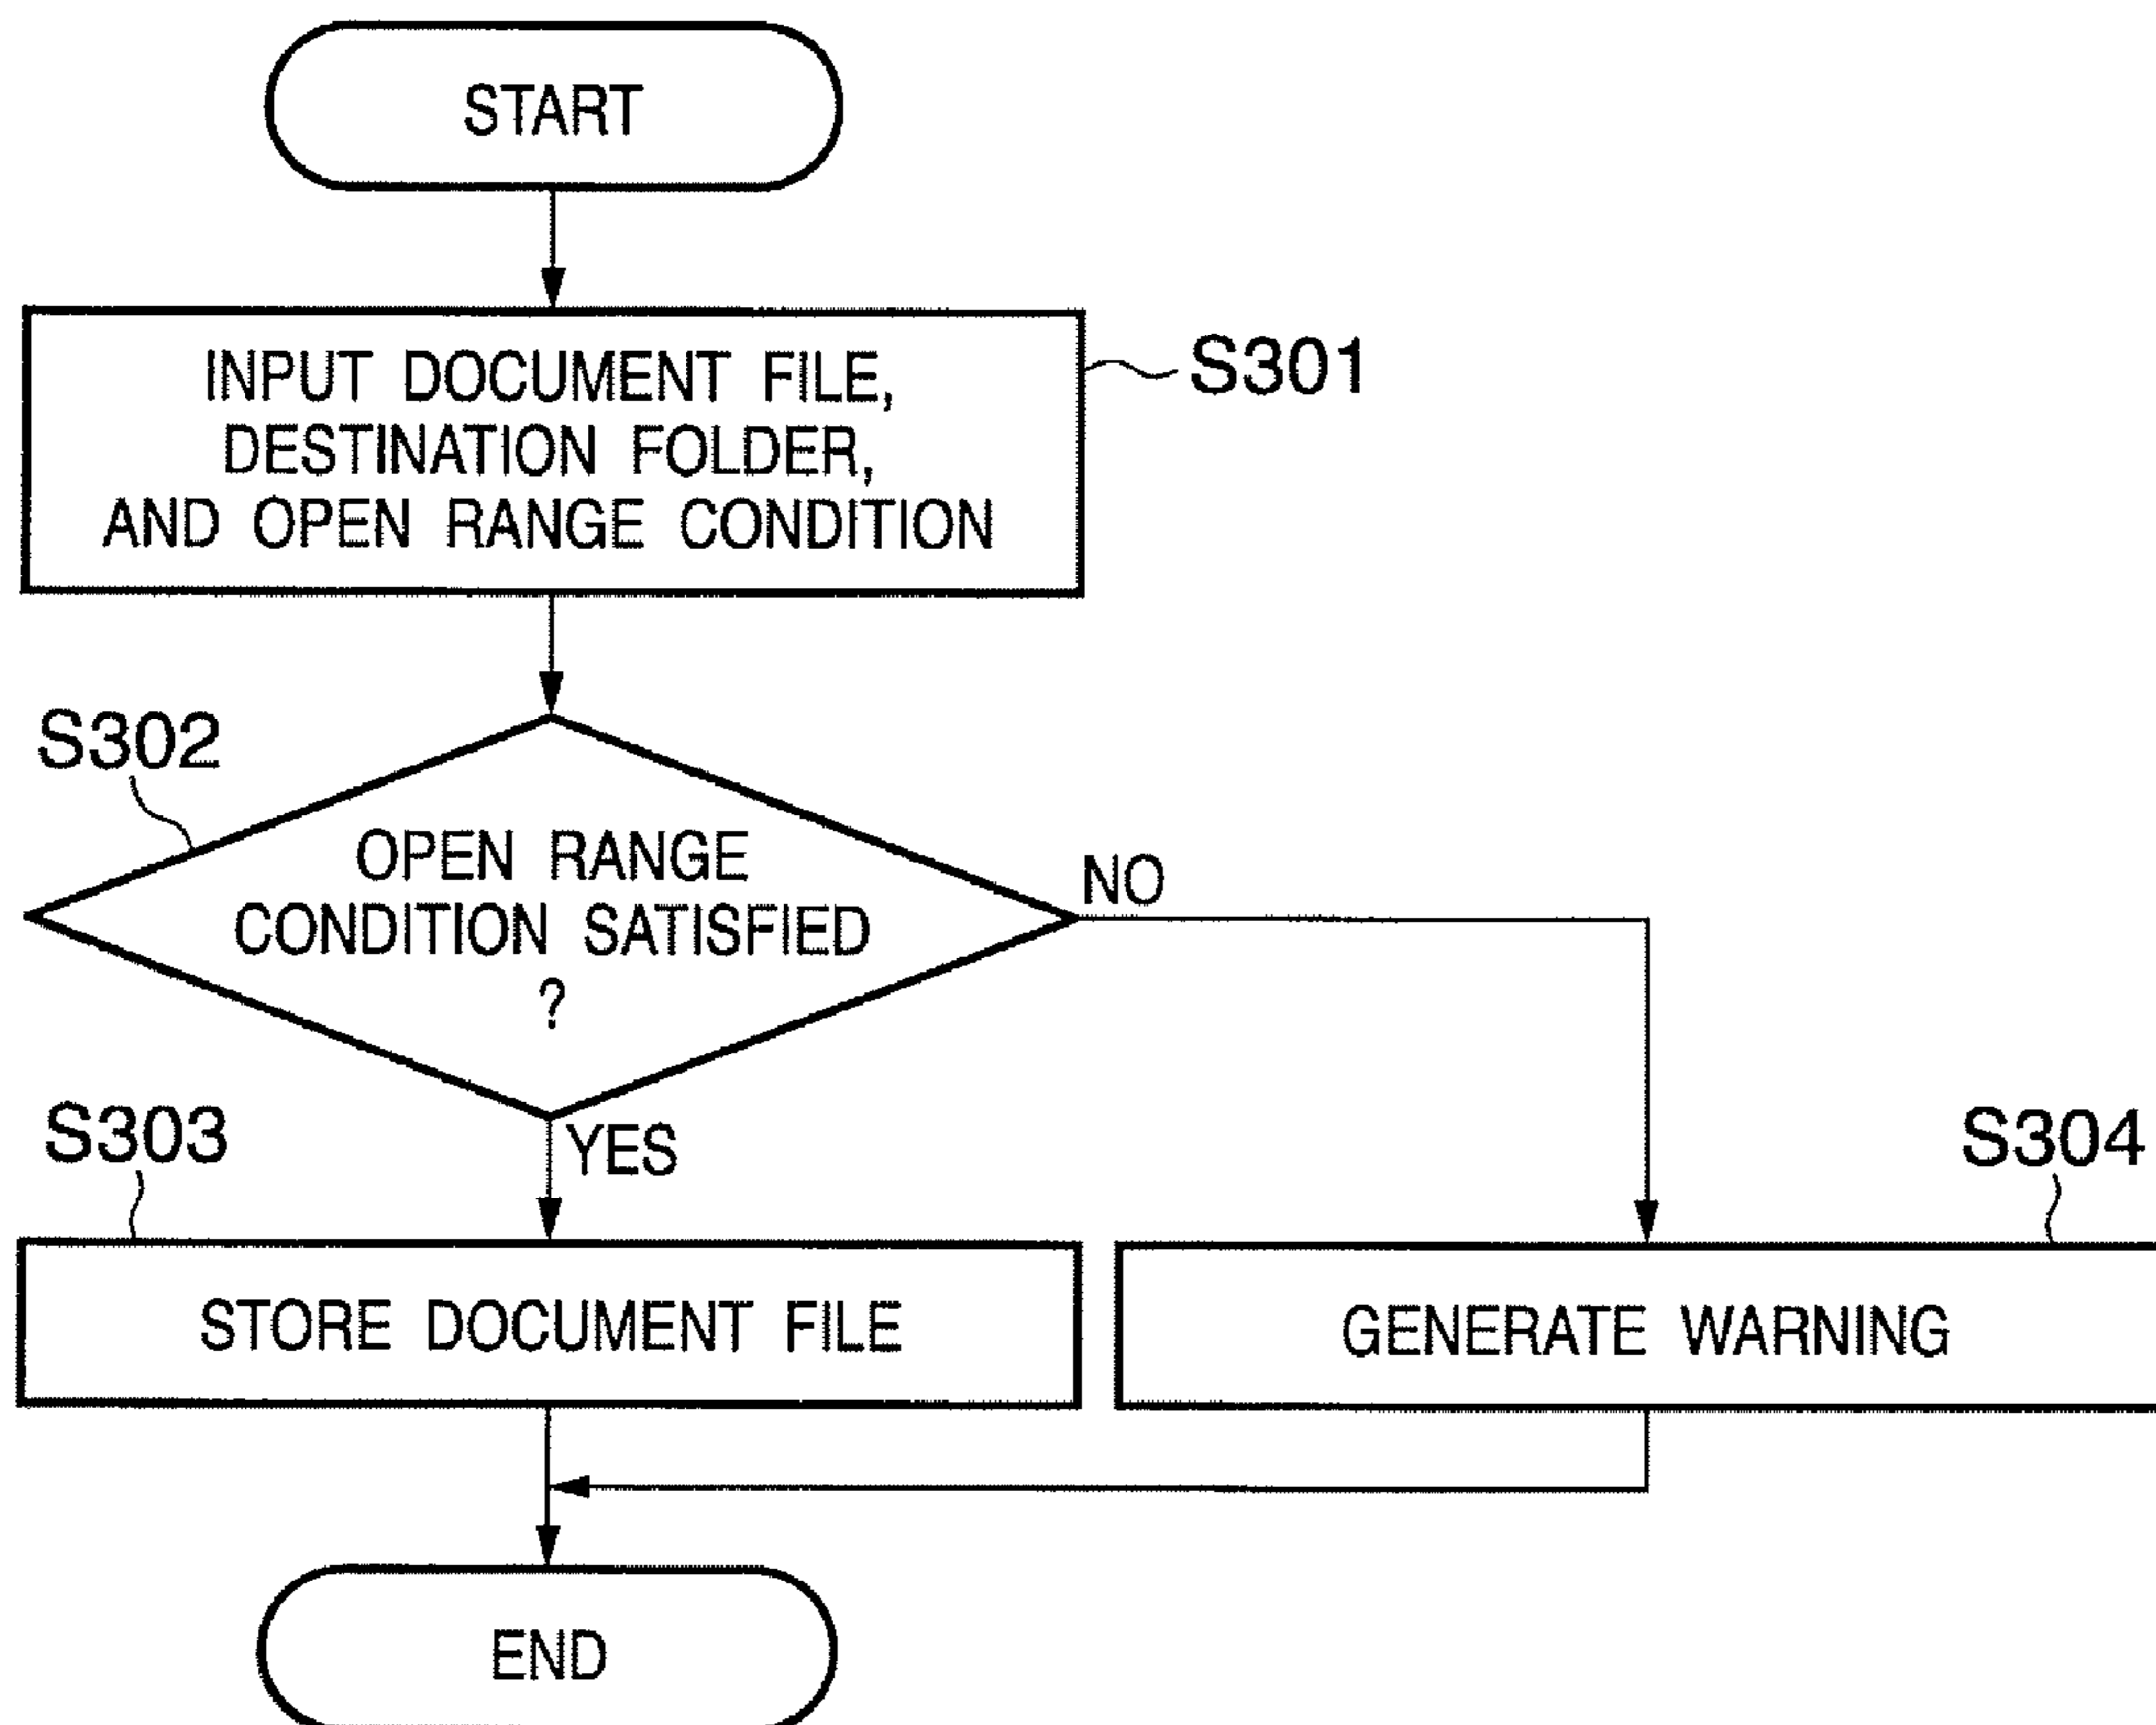 START
INPUT DOCUMENT FILE,
DESTINATION FOLDER,
AND OPEN RANGE CONDITION
S301
S302
OPEN RANGE
CONDITION SATISFIED
?
NO
YES
S303
STORE DOCUMENT FILE
S304
GENERATE WARNING
END